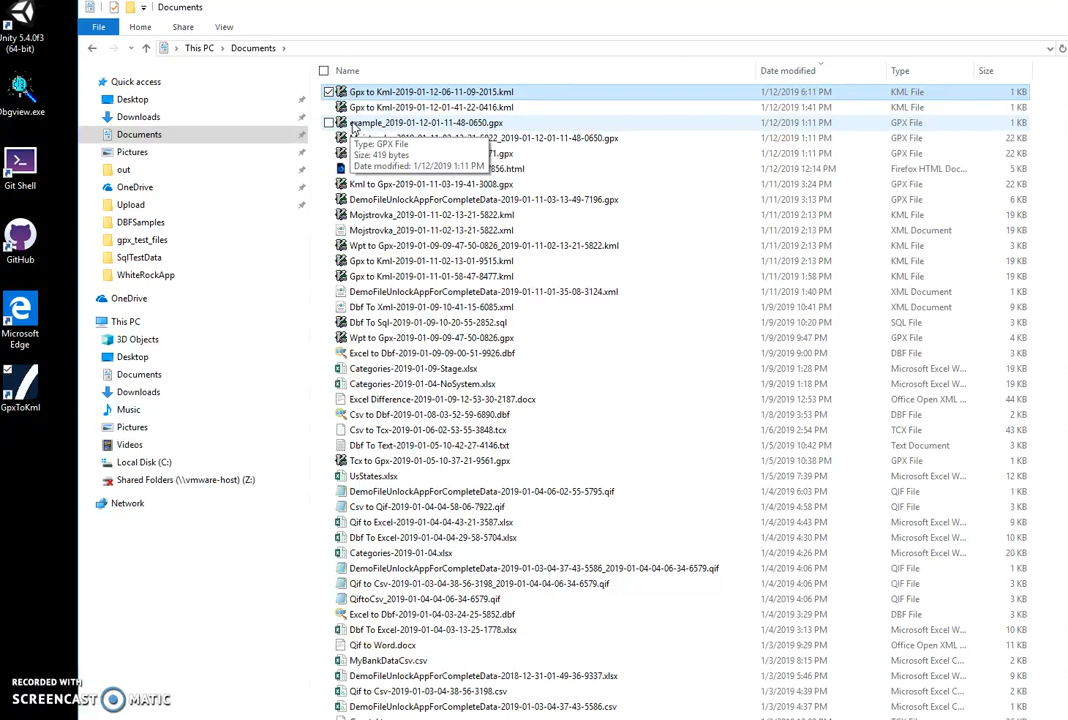 Documents
File Home Share View
This PC Documents
Unity 5.4.0f3
(64-bit)
Dbgview.exe
Git Shell
GitHub
Microsoft
Edge
GpxToKml
Quick access
Desktop
Downloads
Documents
Pictures
out
OneDrive
Upload
DBFSamples
gpx_test_files
SqlTestData
WhiteRockApp
OneDrive
This PC
3D Objects
Desktop
Documents
Downloads
Music
Pictures
Videos
Local Disk (C:)
Shared Folders (\\vmware-host) (Z:)
Network
Name Date modified Type Size
Gpx to Kml-2019-01-12-06-11-09-2015.kml 1/12/2019 6:11 PM KML File 1 KB
Gpx to Kml-2019-01-12-01-41-22-0416.kml 1/12/2019 1:41 PM KML File 1 KB
example_2019-01-12-01-11-48-0650.gpx 1/12/2019 1:11 PM GPX File 1 KB
5822_2019-01-12-01-11-48-0650.gpx 1/12/2019 1:11 PM GPX File 22 KB
71.gpx 1/12/2019 1:11 PM GPX File 22 KB
856.html 1/12/2019 12:14 PM Firefox HTML Doc... 5 KB
Type: GPX File
Size: 419 bytes
Date modified: 1/12/2019 1:11 PM
Kml to Gpx-2019-01-11-03-19-41-3008.gpx 1/11/2019 3:24 PM GPX File 22 KB
DemoFileUnlockAppForCompleteData-2019-01-11-03-13-49-7196.gpx 1/11/2019 3:13 PM GPX File 6 KB
Mojstrovka_2019-01-11-02-13-21-5822.kml 1/11/2019 2:13 PM KML File 19 KB
Mojstrovka_2019-01-11-02-13-21-5822.xml 1/11/2019 2:13 PM XML Document 19 KB
Wpt to Gpx-2019-01-09-09-47-50-0826_2019-01-11-02-13-21-5822.kml 1/11/2019 2:13 PM KML File 3 KB
Gpx to Kml-2019-01-11-02-13-01-9515.kml 1/11/2019 2:13 PM KML File 19 KB
Gpx to Kml-2019-01-11-01-58-47-8477.kml 1/11/2019 1:58 PM KML File 19 KB
DemoFileUnlockAppForCompleteData-2019-01-11-01-35-08-3124.xml 1/11/2019 1:40 PM XML Document 1 KB
Dbf To Xml-2019-01-09-10-41-15-6085.xml 1/9/2019 10:41 PM XML Document 9 KB
Dbf To Sql-2019-01-09-10-20-55-2852.sql 1/9/2019 10:20 PM SQL File 3 KB
Wpt to Gpx-2019-01-09-09-47-50-0826.gpx 1/9/2019 9:47 PM GPX File 4 KB
Excel to Dbf-2019-01-09-09-00-51-9926.dbf 1/9/2019 9:00 PM DBF File 3 KB
Categories-2019-01-09-Stage.xlsx 1/9/2019 1:28 PM Microsoft Excel W... 9 KB
Categories-2019-01-04-NoSystem.xlsx 1/9/2019 1:18 PM Microsoft Excel W... 9 KB
Excel Difference-2019-01-09-12-53-30-2187.docx 1/9/2019 12:53 PM Office Open XML ... 44 KB
Csv to Dbf-2019-01-08-03-52-59-6890.dbf 1/8/2019 3:53 PM DBF File 2 KB
Csv to Tcx-2019-01-06-02-53-55-3848.tcx 1/6/2019 2:54 PM TCX File 43 KB
Dbf To Text-2019-01-05-10-42-27-4146.txt 1/5/2019 10:42 PM Text Document 3 KB
Tcx to Gpx-2019-01-05-10-37-21-9561.gpx 1/5/2019 10:38 PM GPX File 9 KB
UsStates.xlsx 1/5/2019 7:39 PM Microsoft Excel W... 12 KB
DemoFileUnlockAppForCompleteData-2019-01-04-06-02-55-5795.qif 1/4/2019 6:03 PM QIF File 2 KB
Csv to Qif-2019-01-04-04-58-06-7922.qif 1/4/2019 4:58 PM QIF File 1 KB
Qif to Excel-2019-01-04-04-43-21-3587.xlsx 1/4/2019 4:43 PM Microsoft Excel W... 9 KB
Dbf To Excel-2019-01-04-04-29-58-5704.xlsx 1/4/2019 4:30 PM Microsoft Excel W... 10 KB
Categories-2019-01-04.xlsx 1/4/2019 4:26 PM Microsoft Excel W... 20 KB
DemoFileUnlockAppForCompleteData-2019-01-03-04-37-43-5586_2019-01-04-04-06-34-6579.qif 1/4/2019 4:06 PM QIF File 3 KB
Qif to Csv-2019-01-03-04-38-56-3198_2019-01-04-04-06-34-6579.qif 1/4/2019 4:06 PM QIF File 3 KB
QiftoCsv_2019-01-04-04-06-34-6579.qif 1/4/2019 4:06 PM QIF File 3 KB
Excel to Dbf-2019-01-04-03-24-25-5852.dbf 1/4/2019 3:29 PM DBF File 3 KB
Dbf To Excel-2019-01-04-03-13-25-1778.xlsx 1/4/2019 3:13 PM Microsoft Excel W... 10 KB
Qif to Word.docx 1/3/2019 9:29 PM Office Open XML ... 11 KB
MyBankDataCsv.csv 1/3/2019 8:15 PM Microsoft Excel C... 2 KB
DemoFileUnlockAppForCompleteData-2018-12-31-01-49-36-9337.xlsx 1/3/2019 5:46 PM Microsoft Excel W... 9 KB
Qif to Csv-2019-01-03-04-38-56-3198.csv 1/3/2019 4:39 PM Microsoft Excel C... 2 KB
DemoFileUnlockAppForCompleteData-2019-01-03-04-37-43-5586.csv 1/3/2019 4:37 PM Microsoft Excel C... 2 KB
RECORDED WITH
SCREENCAST MATIC